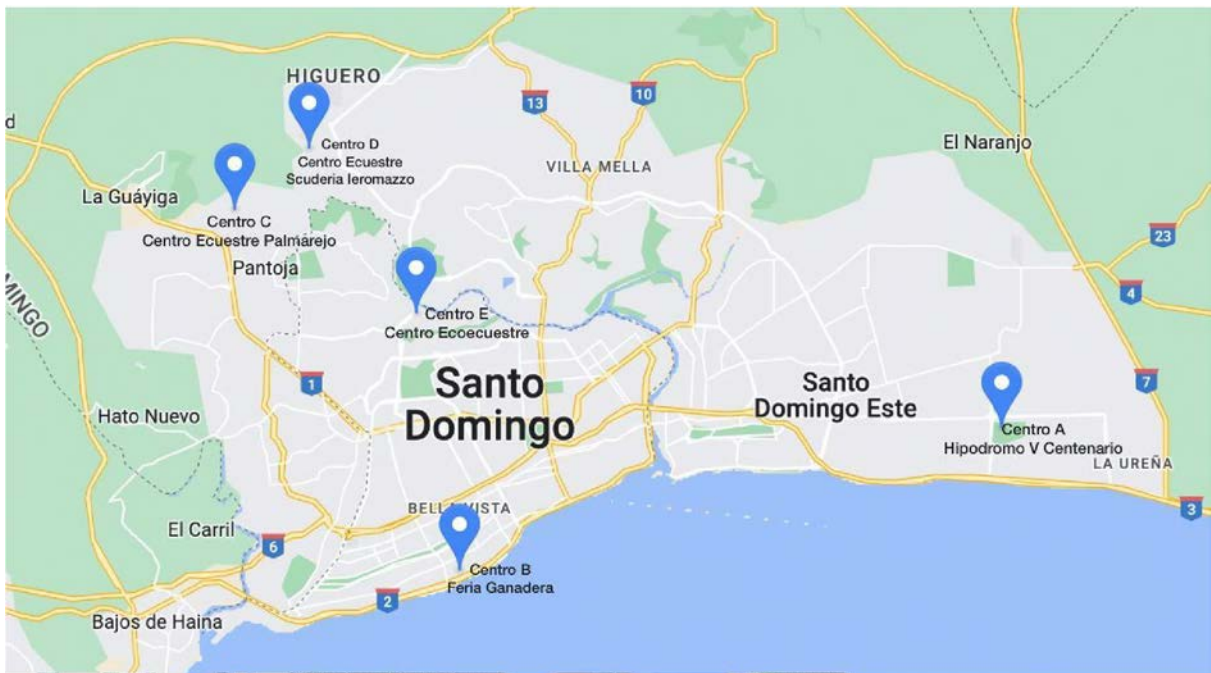 HIGUERO
13
10
d
Centro D
Centro Ecuestre
Scuderia Ieromazzo
VILLA MELLA
El Naranjo
La Guáyiga
Centro C
Centro Ecuestre Palmarejo
Pantoja
23
4
MINGO
Centro E
Centro Ecoecuestre
1
Santo
Domingo
Santo
Domingo Este
7
Hato Nuevo
Centro A
Hipodromo V Centenario
LA UREÑA
BELLA VISTA
3
El Carril
6
Centro B
Feria Ganadera
2
Bajos de Haina